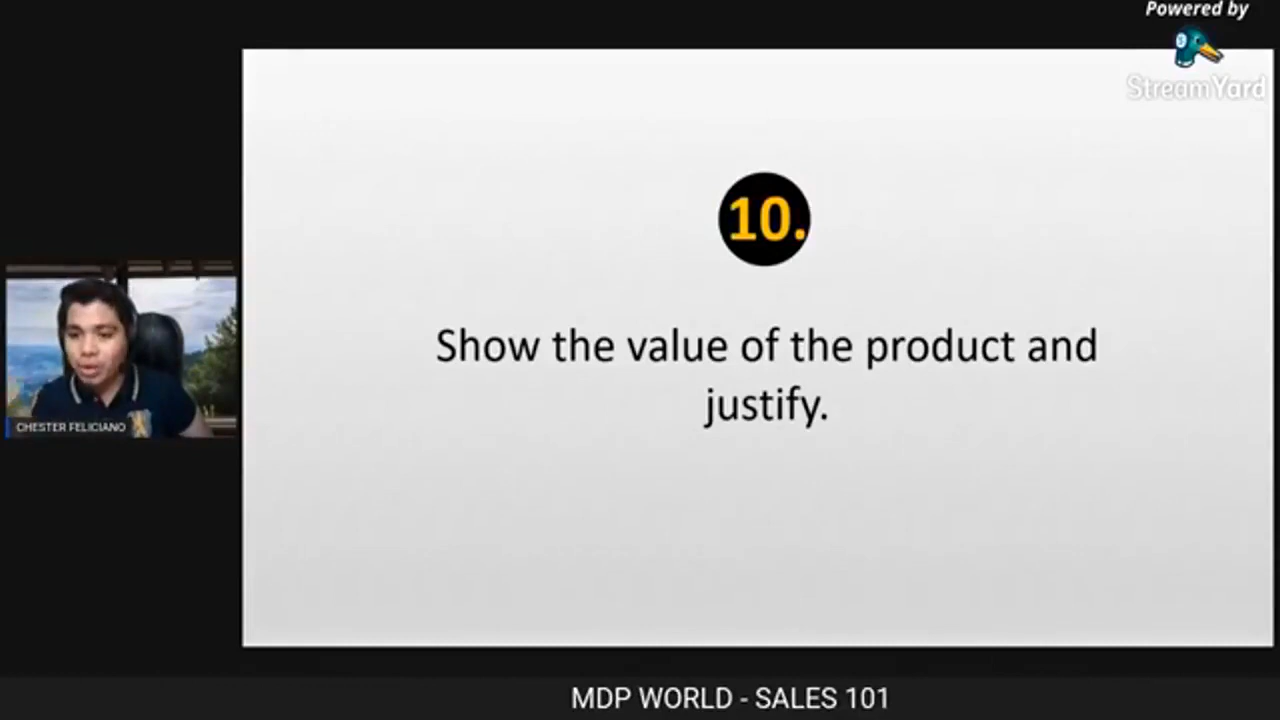 Powered by
StreamYard
10.
Show the value of the product and
justify.
CHESTER FELICIANO
MDP WORLD - SALES 101